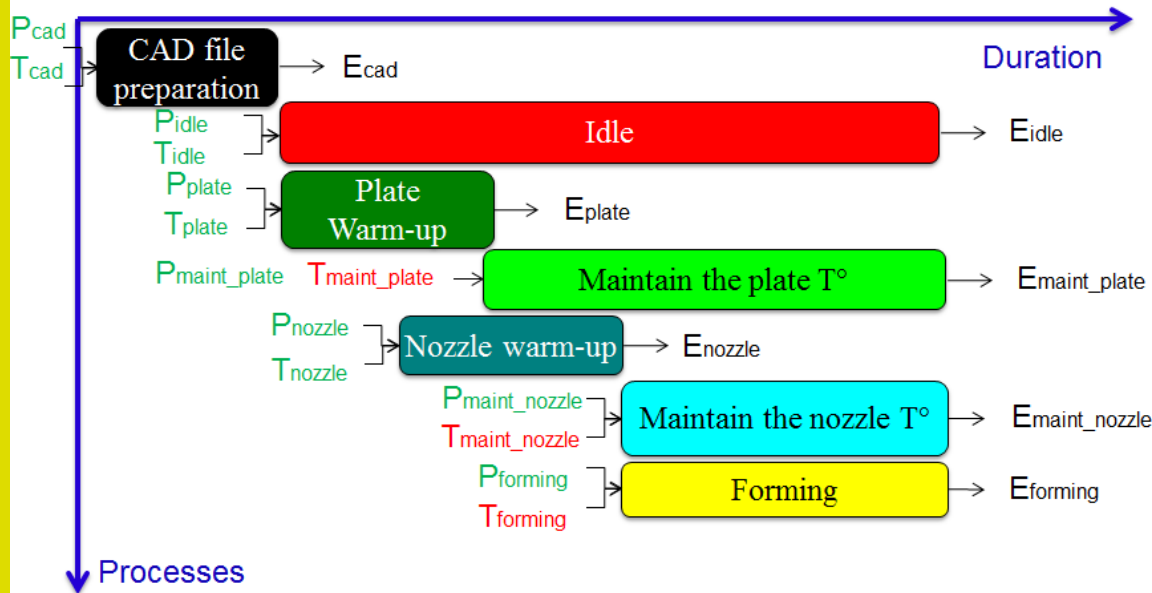 Pcad
Tcad
CAD file
preparation
Ecad
Duration
Pidle
Tidle
Idle
Eidle
Pplate
Tplate
Plate
Warm-up
Eplate
Pmaint_plate
Tmaint_plate
Maintain the plate T°
Emaint_plate
Pnozzle
Tnozzle
Nozzle warm-up
Enozzle
Pmaint_nozzle
Tmaint_nozzle
Maintain the nozzle T°
Emaint_nozzle
Pforming
Tforming
Forming
Eforming
Processes